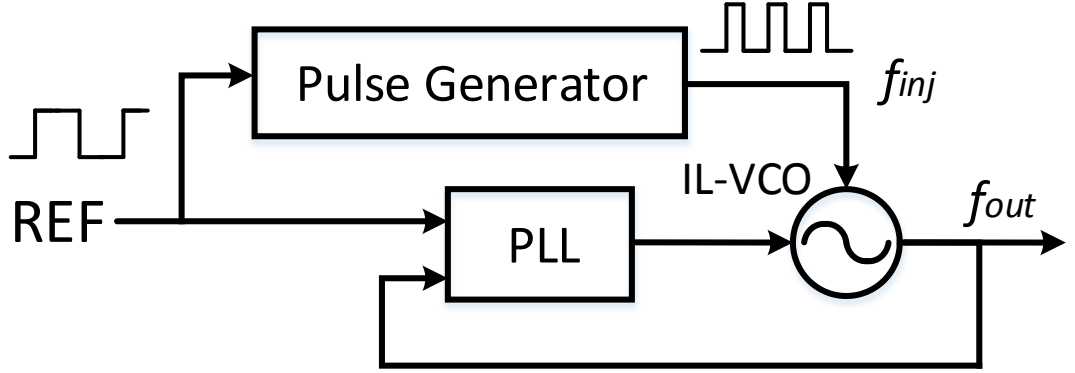 Pulse Generator
finj
REF
IL-VCO
PLL
fout